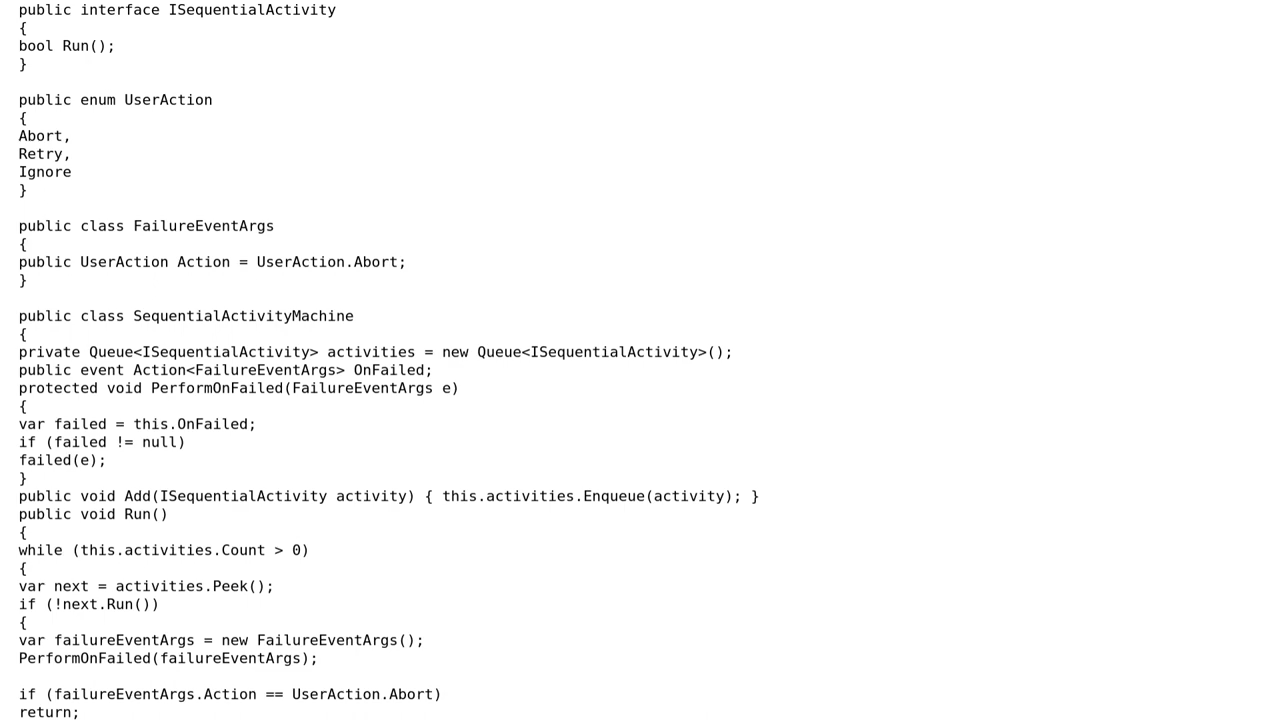 public interface ISequentialActivity
{
bool Run();
}

public enum UserAction
{
Abort,
Retry,
Ignore
}

public class FailureEventArgs
{
public UserAction Action = UserAction.Abort;
}

public class SequentialActivityMachine
{
private Queue<ISequentialActivity> activities = new Queue<ISequentialActivity>();
public event Action<FailureEventArgs> OnFailed;
protected void PerformOnFailed(FailureEventArgs e)
{
var failed = this.OnFailed;
if (failed != null)
failed(e);
}
public void Add(ISequentialActivity activity) { this.activities.Enqueue(activity); }
public void Run()
{
while (this.activities.Count > 0)
{
var next = activities.Peek();
if (!next.Run())
{
var failureEventArgs = new FailureEventArgs();
PerformOnFailed(failureEventArgs);

if (failureEventArgs.Action == UserAction.Abort)
return;